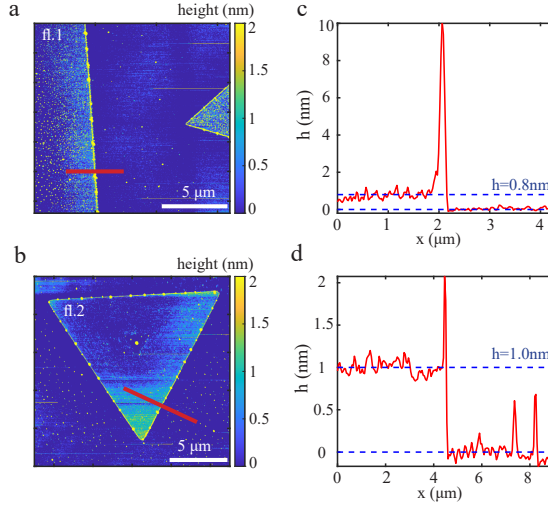 a
height (nm)
fl.1
2
1.5
1
0.5
0
5 μm
b
height (nm)
fl.2
2
1.5
1
0.5
0
5 μm
c
10
8
6
4
2
0
h (nm)
h=0.8nm
0 1 2 3 4
x (μm)
d
2
1.5
1
0.5
0
h (nm)
h=1.0nm
0 2 4 6 8
x (μm)